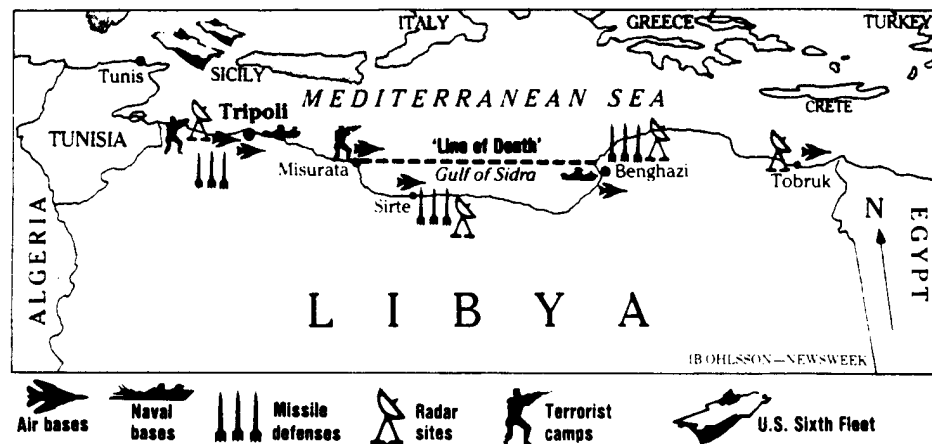 ITALY
GREECE
TURKEY
SICILY
Tunis
MEDITERRANEAN SEA
CRETE
Tripoli
TUNISIA
'Line of Death'
Misurata
Gulf of Sidra
Benghazi
Tobruk
Sirte
N
ALGERIA
EGYPT
LIBYA
IB OHLSSON—NEWSWEEK
Air bases
Naval bases
Missile defenses
Radar sites
Terrorist camps
U.S. Sixth Fleet